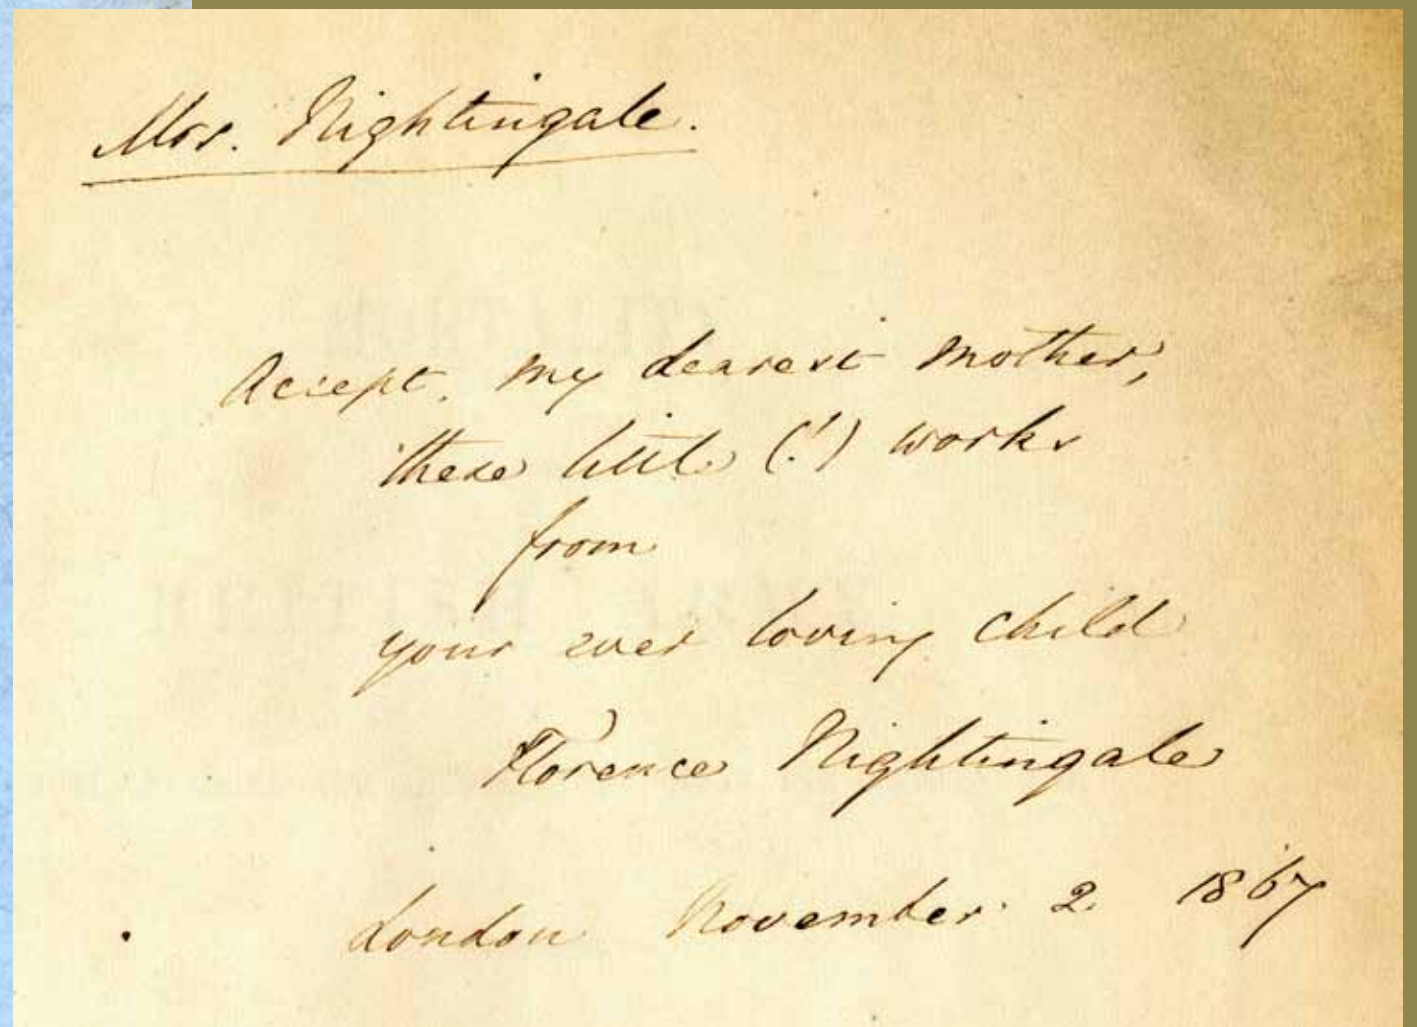 Mrs. Nightingale.
Accept, my dearest mother,
these little (!) works
from
your ever loving child
Florence Nightingale
London November 2. 1867